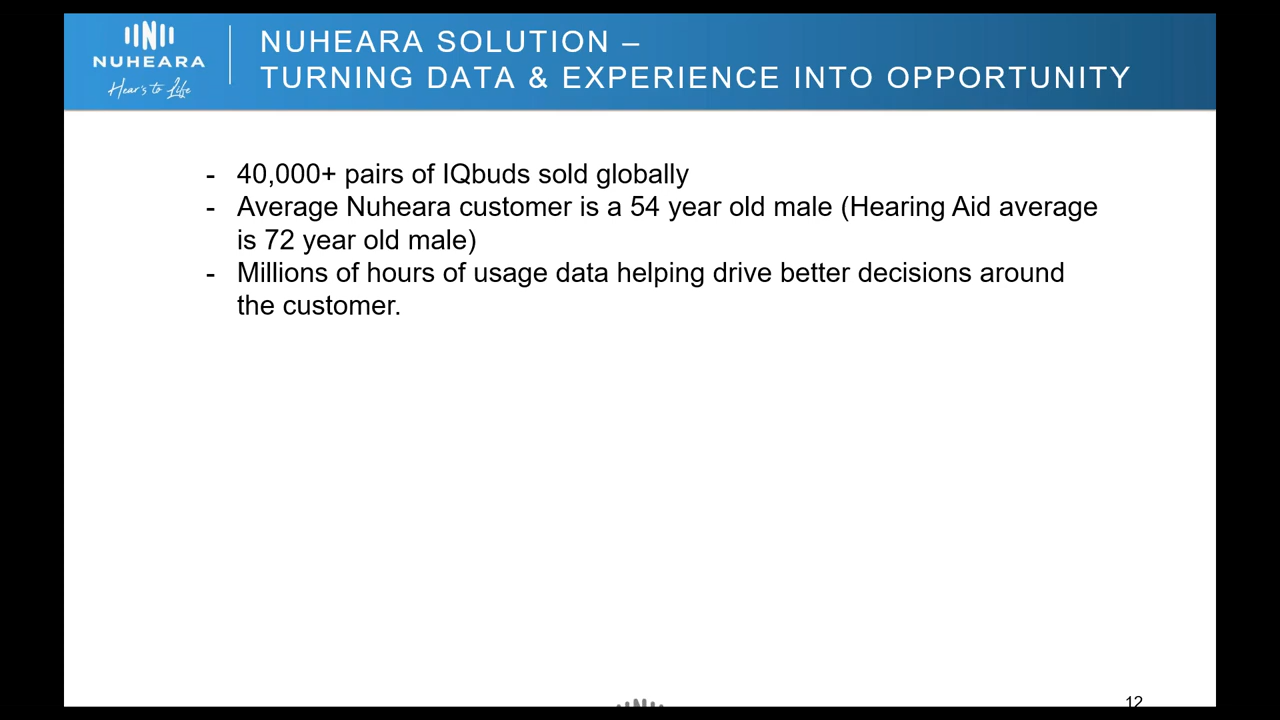 NUHEARA
Hear's to Life
NUHEARA SOLUTION –
TURNING DATA & EXPERIENCE INTO OPPORTUNITY
- 40,000+ pairs of IQbuds sold globally
- Average Nuheara customer is a 54 year old male (Hearing Aid average
is 72 year old male)
- Millions of hours of usage data helping drive better decisions around
the customer.
12